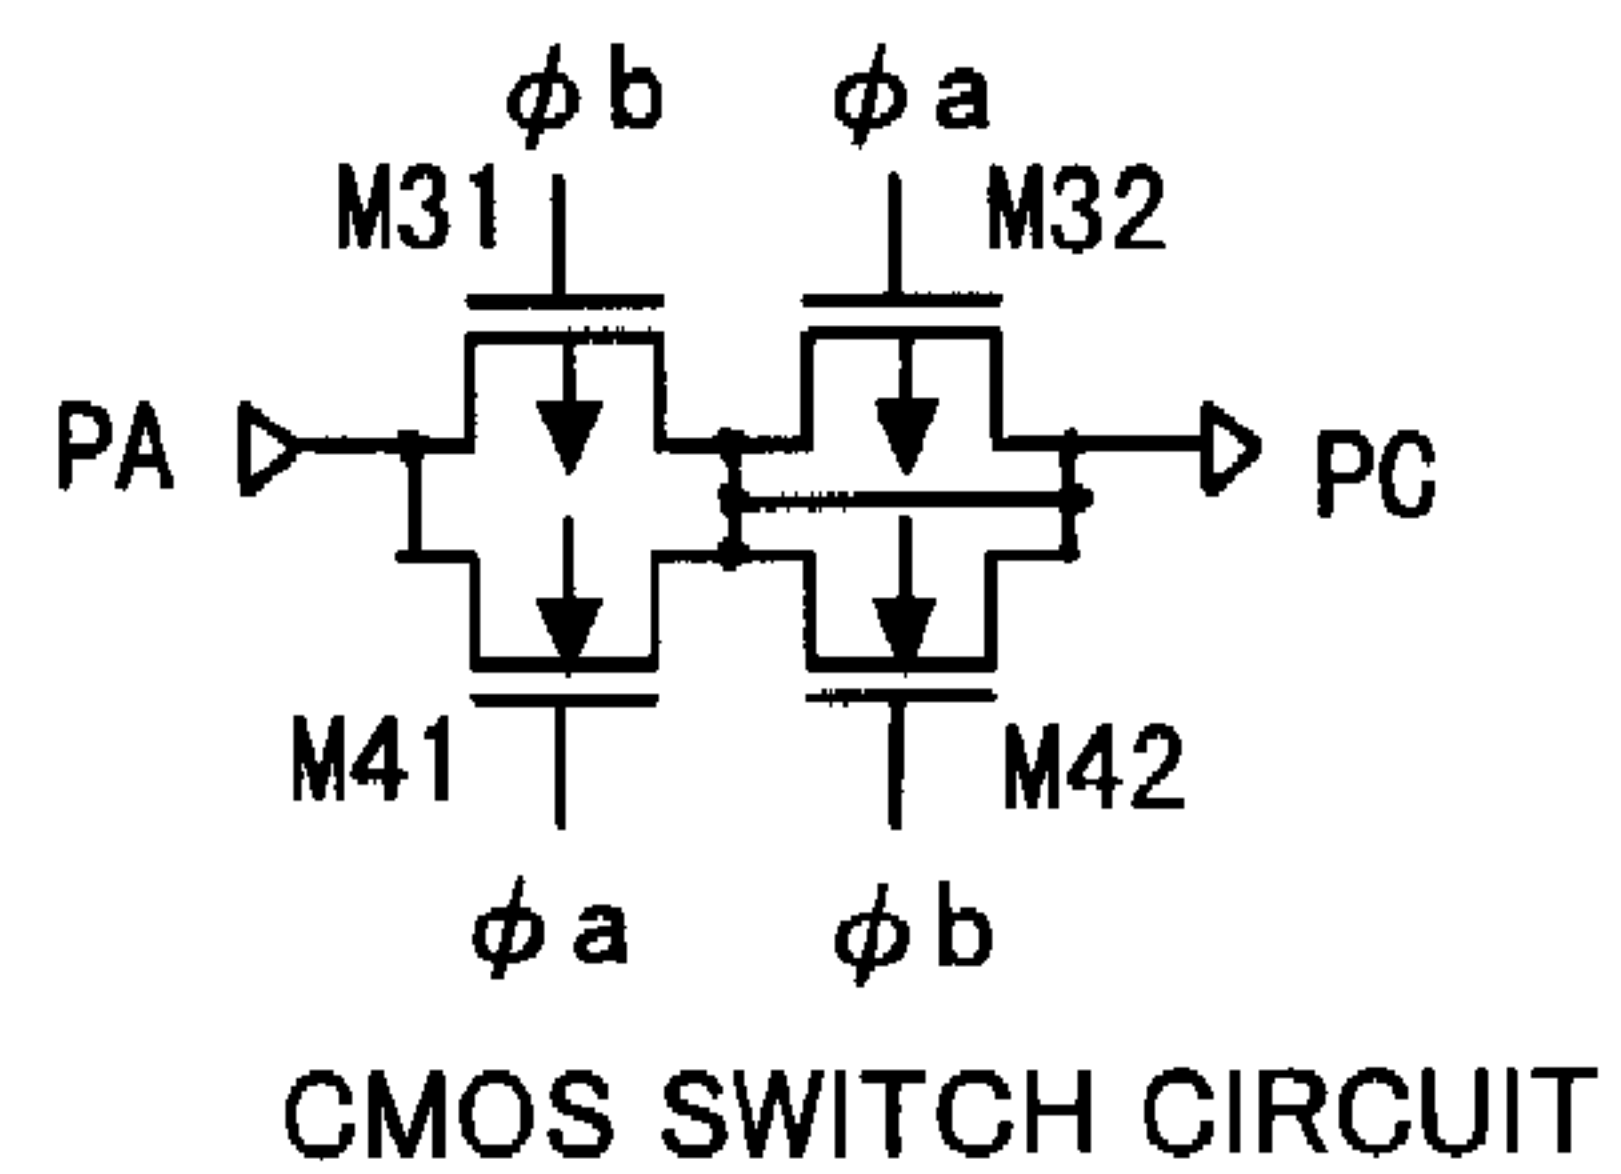 φb φa
M31 M32
PA PC
M41 M42
φa φb
CMOS SWITCH CIRCUIT